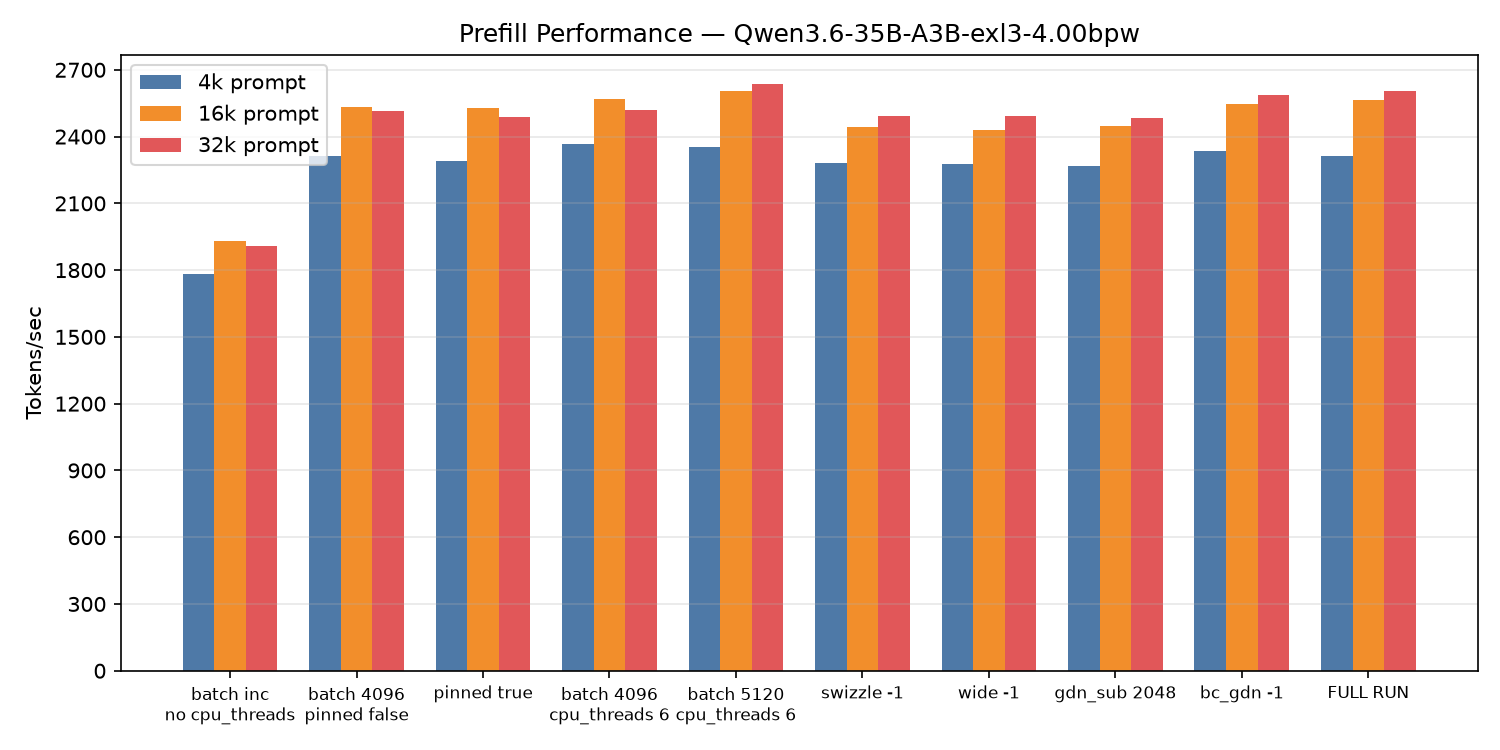 Prefill Performance — Qwen3.6-35B-A3B-exl3-4.00bpw
4k prompt
16k prompt
32k prompt
Tokens/sec
2700
2400
2100
1800
1500
1200
900
600
300
0
batch inc
no cpu_threads
batch 4096
pinned false
pinned true
batch 4096
cpu_threads 6
batch 5120
cpu_threads 6
swizzle -1
wide -1
gdn_sub 2048
bc_gdn -1
FULL RUN